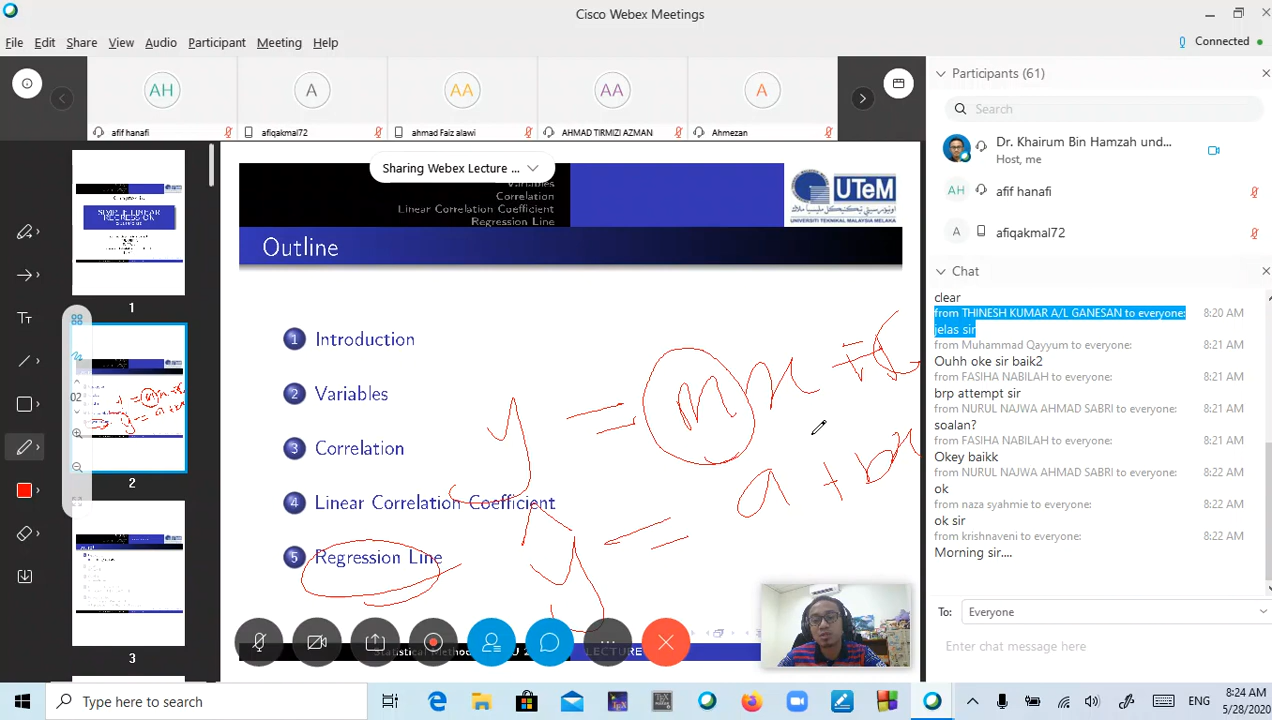 Cisco Webex Meetings
File Edit Share View Audio Participant Meeting Help
Connected
AH
A
AA
AA
A
afif hanafi
afiqakmal72
ahmad Faiz alawi
AHMAD TIRMIZI AZMAN
Ahmezan
Sharing Webex Lecture ...
Variables
Correlation
Linear Correlation Coefficient
Regression Line
UTeM
UNIVERSITI TEKNIKAL MALAYSIA MELAKA
Outline
1 Introduction
2 Variables
3 Correlation
4 Linear Correlation Coefficient
5 Regression Line
y = mx + c
y = a + bx
SIMPLE LINEAR
REGRESSION
1
02
2
3
Participants (61)
Search
Dr. Khairum Bin Hamzah und...
Host, me
AH afif hanafi
A afiqakmal72
Chat
clear
from THINESH KUMAR A/L GANESAN to everyone: 8:20 AM
jelas sir
from Muhammad Qayyum to everyone: 8:21 AM
Ouhh oke sir baik2
from FASIHA NABILAH to everyone: 8:21 AM
brp attempt sir
from NURUL NAJWA AHMAD SABRI to everyone: 8:21 AM
soalan?
from FASIHA NABILAH to everyone: 8:21 AM
Okey baikk
from NURUL NAJWA AHMAD SABRI to everyone: 8:22 AM
ok
from naza syahmie to everyone: 8:22 AM
ok sir
from krishnaveni to everyone: 8:22 AM
Morning sir....
To: Everyone
Enter chat message here
Type here to search
ENG
8:24 AM
5/28/2020